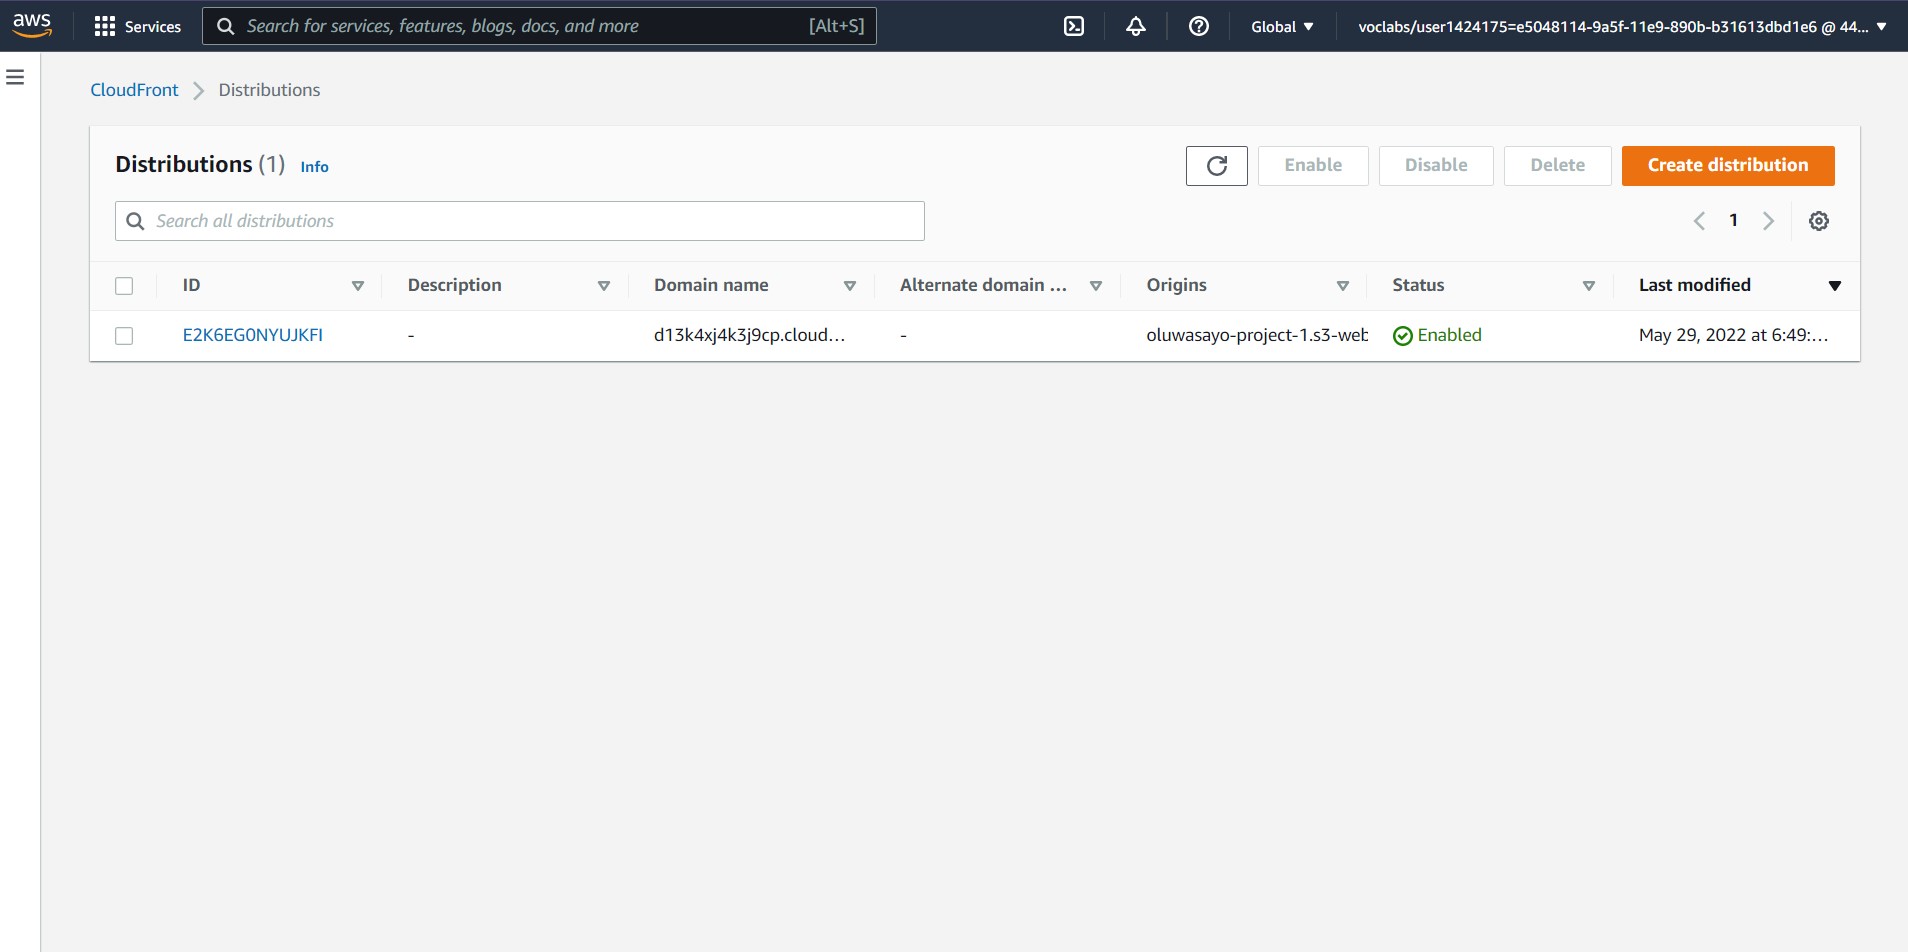 aws Services Search for services, features, blogs, docs, and more [Alt+S] Global voclabs/user1424175=e5048114-9a5f-11e9-890b-b31613dbd1e6 @ 44...
CloudFront Distributions
Distributions (1) Info Enable Disable Delete Create distribution
Search all distributions 1
ID Description Domain name Alternate domain ... Origins Status Last modified
E2K6EG0NYUJKFI - d13k4xj4k3j9cp.cloud... - oluwasayo-project-1.s3-web Enabled May 29, 2022 at 6:49:...